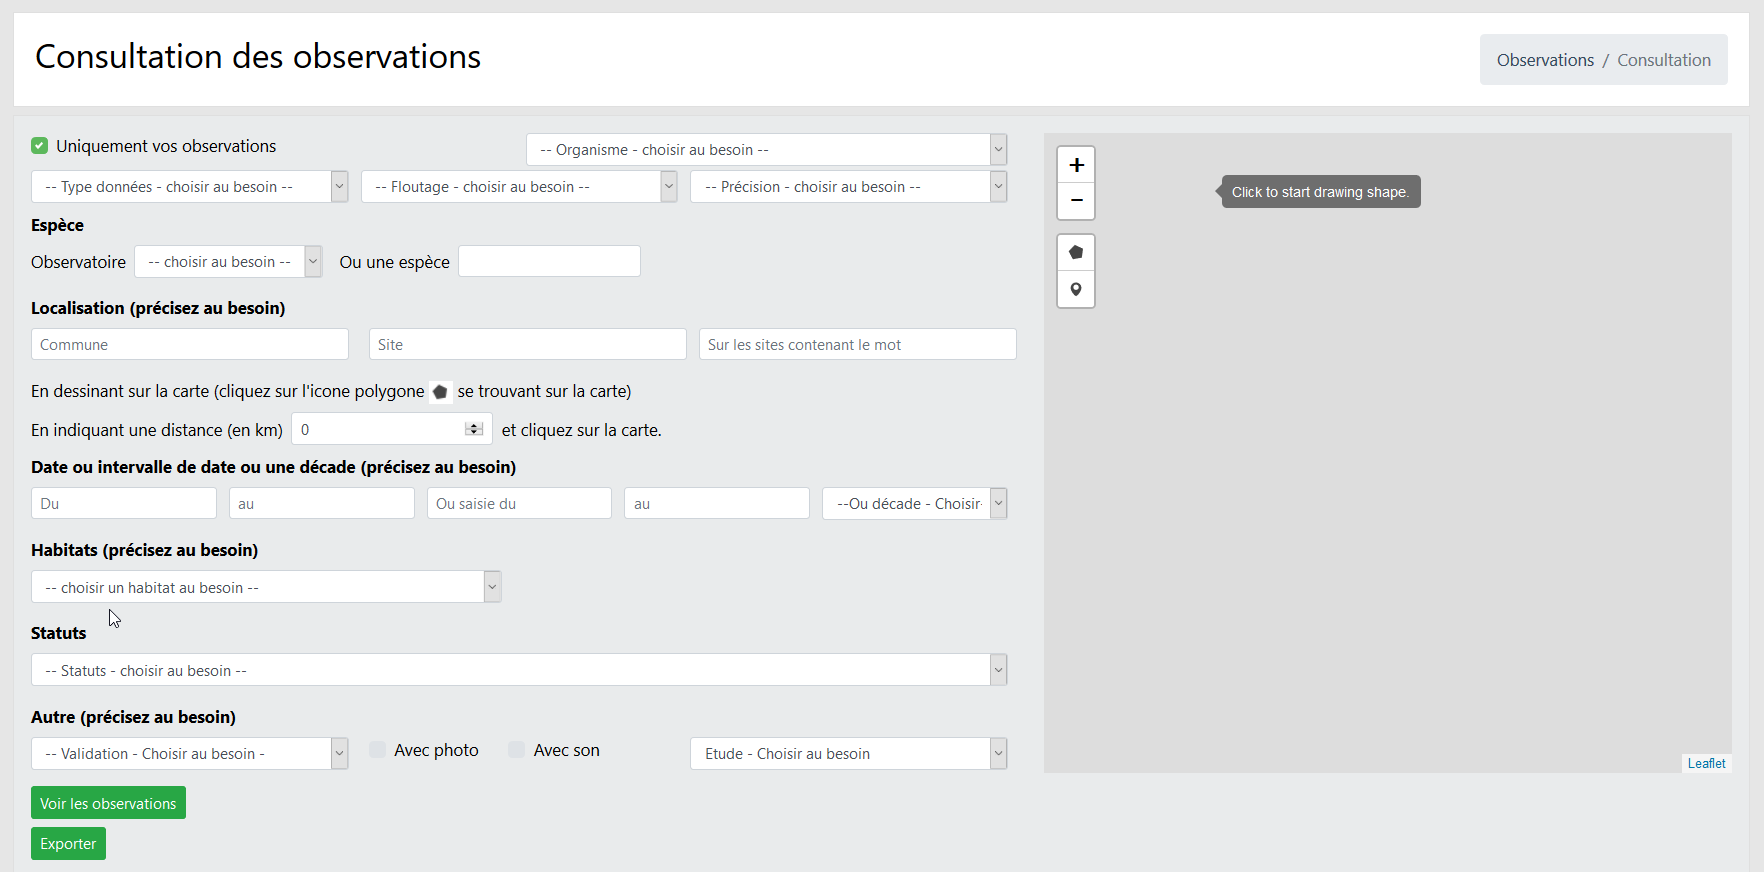 Consultation des observations
Observations / Consultation
Uniquement vos observations
-- Organisme - choisir au besoin --
-- Type données - choisir au besoin --
-- Floutage - choisir au besoin --
-- Précision - choisir au besoin --
Espèce
Observatoire
-- choisir au besoin --
Ou une espèce
Localisation (précisez au besoin)
Commune
Site
Sur les sites contenant le mot
En dessinant sur la carte (cliquez sur l'icone polygone se trouvant sur la carte)
En indiquant une distance (en km)
0
et cliquez sur la carte.
Date ou intervalle de date ou une décade (précisez au besoin)
Du
au
Ou saisie du
au
--Ou décade - Choisir-
Habitats (précisez au besoin)
-- choisir un habitat au besoin --
Statuts
-- Statuts - choisir au besoin --
Autre (précisez au besoin)
-- Validation - Choisir au besoin -
Avec photo
Avec son
Etude - Choisir au besoin
Voir les observations
Exporter
+
Click to start drawing shape.
−
Leaflet